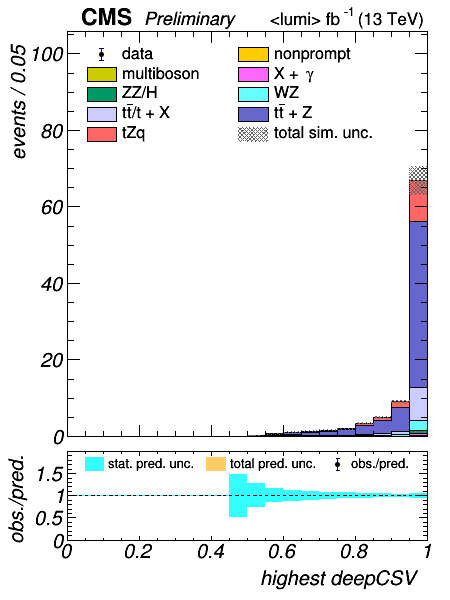 CMS Preliminary <lumi> fb⁻¹ (13 TeV)
events / 0.05
100
80
60
40
20
0
data
nonprompt
multiboson
X + γ
ZZ/H
WZ
tt̄/t + X
tt̄ + Z
tZq
total sim. unc.
obs./pred.
1.5
1
0.5
0
stat. pred. unc.
total pred. unc.
obs./pred.
0 0.2 0.4 0.6 0.8 1
highest deepCSV